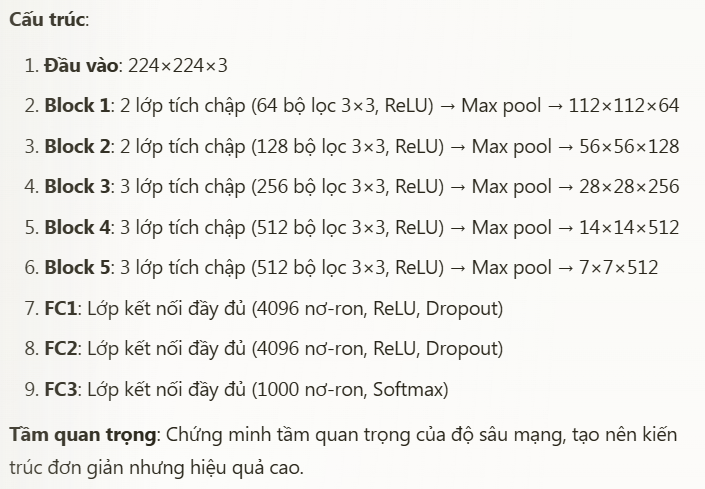 Cấu trúc:
1. Đầu vào: 224×224×3
2. Block 1: 2 lớp tích chập (64 bộ lọc 3×3, ReLU) → Max pool → 112×112×64
3. Block 2: 2 lớp tích chập (128 bộ lọc 3×3, ReLU) → Max pool → 56×56×128
4. Block 3: 3 lớp tích chập (256 bộ lọc 3×3, ReLU) → Max pool → 28×28×256
5. Block 4: 3 lớp tích chập (512 bộ lọc 3×3, ReLU) → Max pool → 14×14×512
6. Block 5: 3 lớp tích chập (512 bộ lọc 3×3, ReLU) → Max pool → 7×7×512
7. FC1: Lớp kết nối đầy đủ (4096 nơ-ron, ReLU, Dropout)
8. FC2: Lớp kết nối đầy đủ (4096 nơ-ron, ReLU, Dropout)
9. FC3: Lớp kết nối đầy đủ (1000 nơ-ron, Softmax)
Tầm quan trọng: Chứng minh tầm quan trọng của độ sâu mạng, tạo nên kiến
trúc đơn giản nhưng hiệu quả cao.